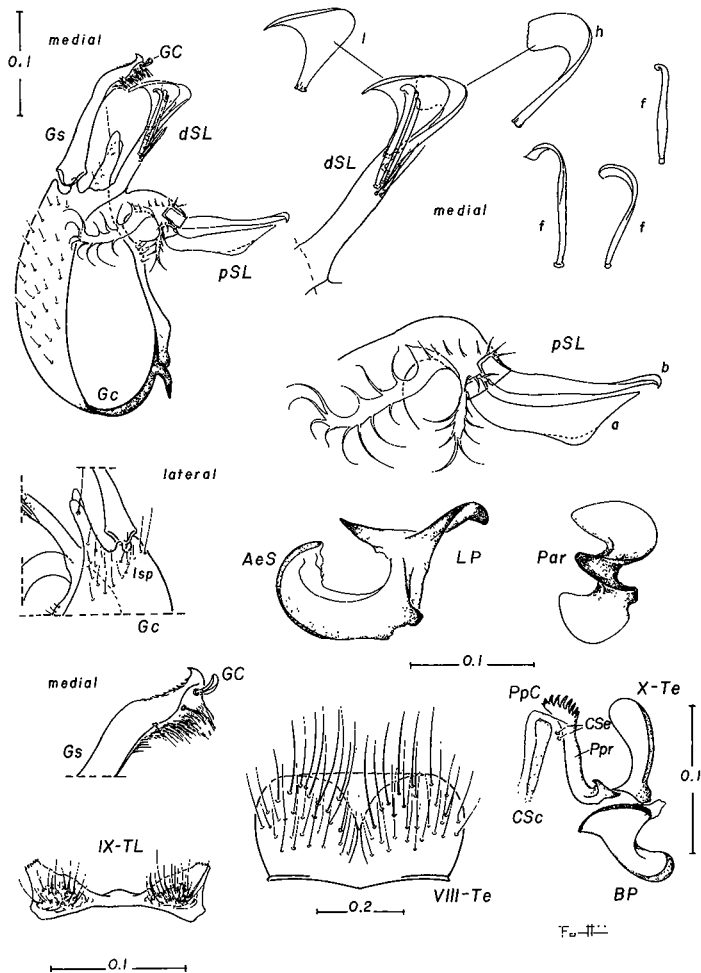 medial
GC
0.1
Gs
dSL
pSL
Gc
l
h
dSL
medial
f
f
f
pSL
b
a
lateral
lsp
Gc
AeS
LP
Par
0.1
medial
GC
Gs
IX-TL
0.1
VIII-Te
0.2
PpC
CSe
Ppr
CSc
X-Te
0.1
BP